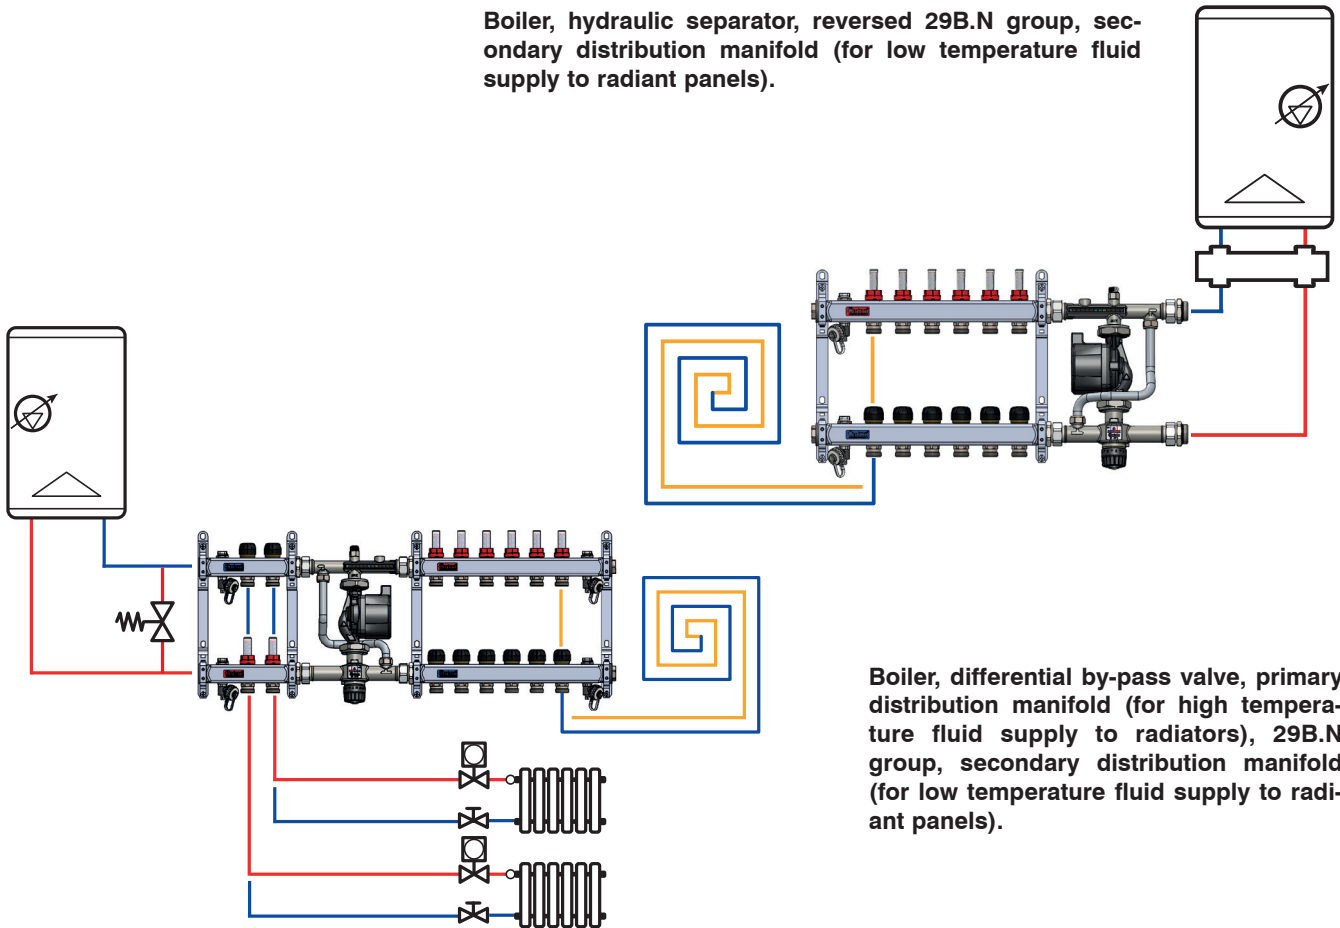 Boiler, hydraulic separator, reversed 29B.N group, sec-
ondary distribution manifold (for low temperature fluid
supply to radiant panels).
Boiler, differential by-pass valve, primary
distribution manifold (for high tempera-
ture fluid supply to radiators), 29B.N
group, secondary distribution manifold
(for low temperature fluid supply to radi-
ant panels).